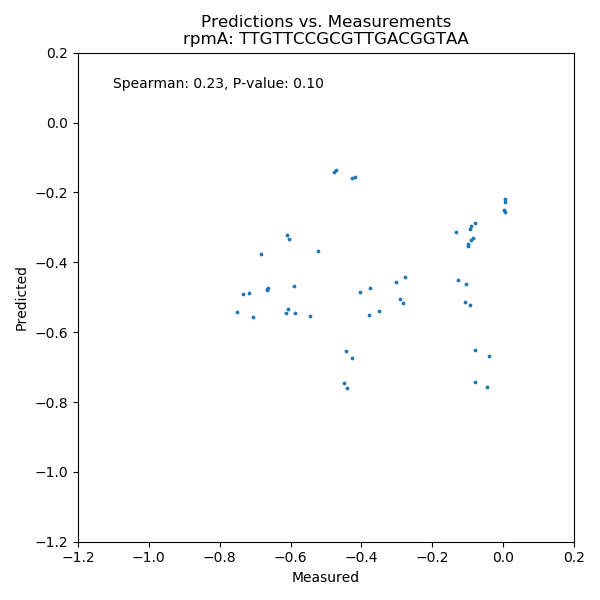 Predictions vs. Measurements
rpmA: TTGTTCCGCGTTGACGGTAA
Spearman: 0.23, P-value: 0.10
0.2
0.0
−0.2
−0.4
−0.6
−0.8
−1.0
−1.2
Predicted
−1.2 −1.0 −0.8 −0.6 −0.4 −0.2 0.0 0.2
Measured